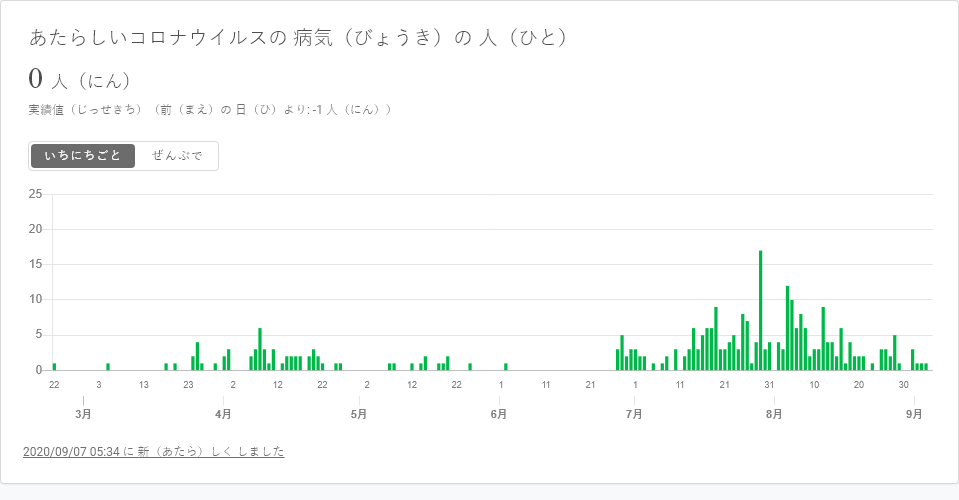 あたらしいコロナウイルスの 病気（びょうき）の 人（ひと）
0 人（にん）
実績値（じっせきち）（前（まえ）の 日（ひ）より: -1 人（にん））
いちにちごと ぜんぶで
25
20
15
10
5
0
22 3 13 23 2 12 22 2 12 22 1 11 21 1 11 21 31 10 20 30
3月 4月 5月 6月 7月 8月 9月
2020/09/07 05:34 に 新（あたら）しく しました